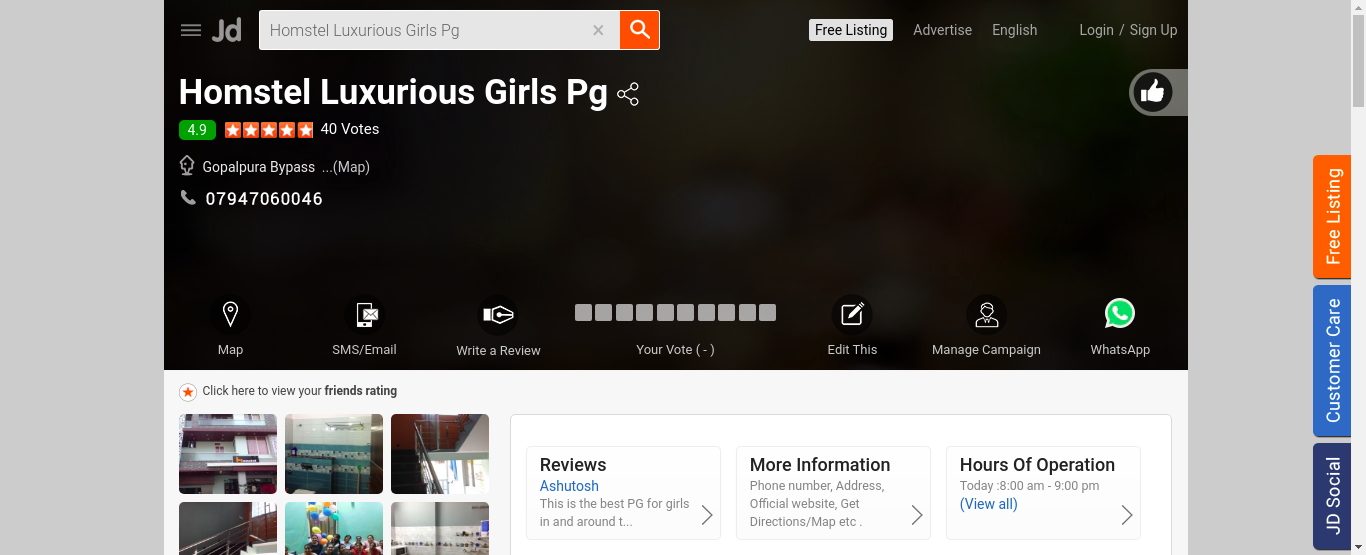 Jd
Homstel Luxurious Girls Pg
Free Listing
Advertise
English
Login / Sign Up
Homstel Luxurious Girls Pg
4.9
40 Votes
Gopalpura Bypass ...(Map)
07947060046
Map
SMS/Email
Write a Review
Your Vote ( - )
Edit This
Manage Campaign
WhatsApp
Click here to view your friends rating
Reviews
Ashutosh
This is the best PG for girls
in and around t...
More Information
Phone number, Address,
Official website, Get
Directions/Map etc .
Hours Of Operation
Today :8:00 am - 9:00 pm
(View all)
Free Listing
Customer Care
JD Social